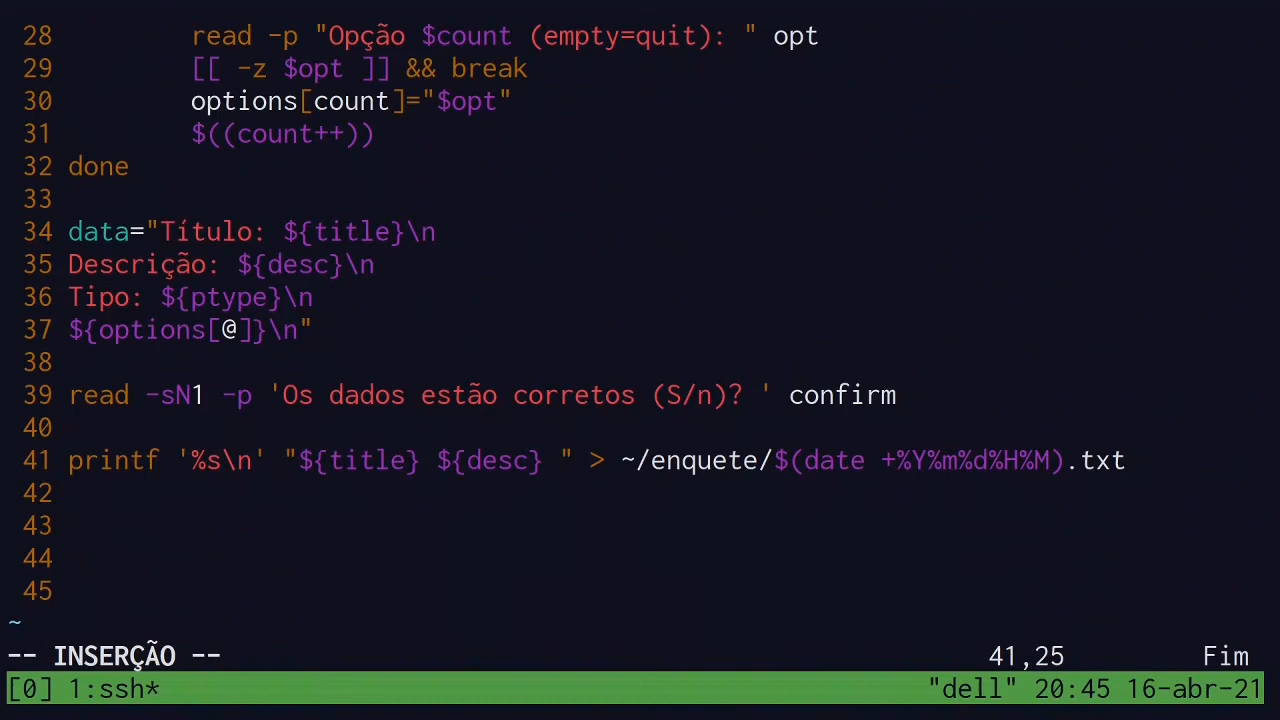 28         read -p "Opção $count (empty=quit): " opt
29         [[ -z $opt ]] && break
30         options[count]="$opt"
31         $((count++))
32 done
33
34 data="Título: ${title}\n
35 Descrição: ${desc}\n
36 Tipo: ${ptype}\n
37 ${options[@]}\n"
38
39 read -sN1 -p 'Os dados estão corretos (S/n)? ' confirm
40
41 printf '%s\n' "${title} ${desc} " > ~/enquete/$(date +%Y%m%d%H%M).txt
42
43
44
45
~
-- INSERÇÃO -- 41,25 Fim
[0] 1:ssh* "dell" 20:45 16-abr-21